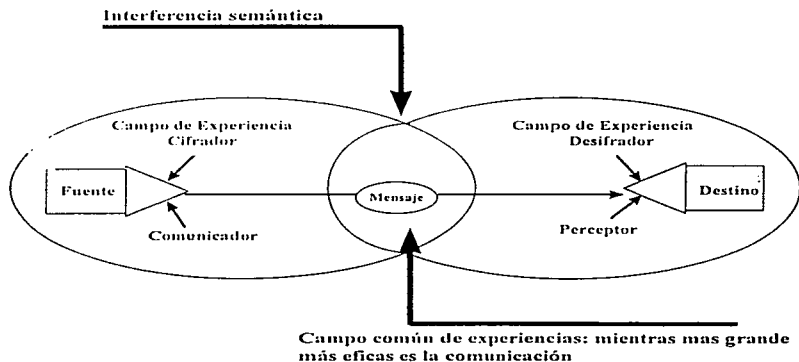 Interferencia semántica
Campo de Experiencia
Cifrador
Campo de Experiencia
Desifrador
Fuente
Mensaje
Destino
Comunicador
Perceptor
Campo común de experiencias: mientras mas grande
más eficas es la comunicación